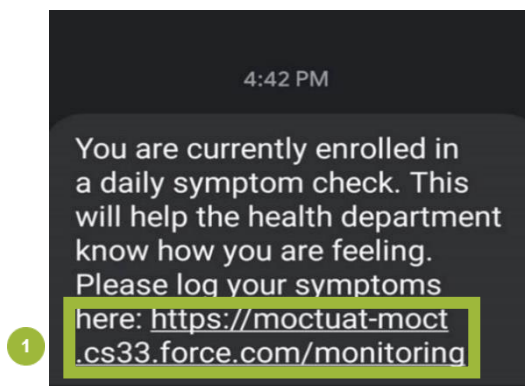 4:42 PM
You are currently enrolled in
a daily symptom check. This
will help the health department
know how you are feeling.
Please log your symptoms
here: https://moctuat-moct
.cs33.force.com/monitoring
1